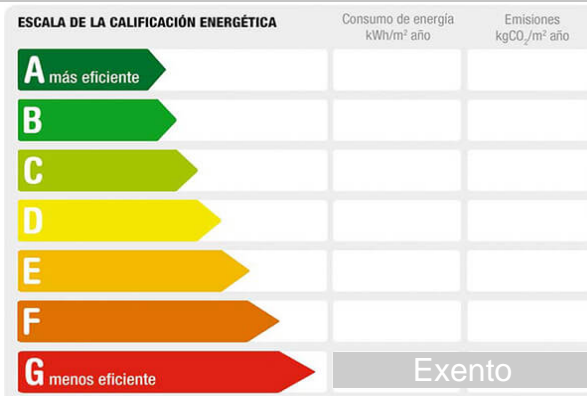 ESCALA DE LA CALIFICACIÓN ENERGÉTICA
Consumo de energía
kWh/m² año
Emisiones
kgCO₂/m² año
A más eficiente
B
C
D
E
F
G menos eficiente
Exento